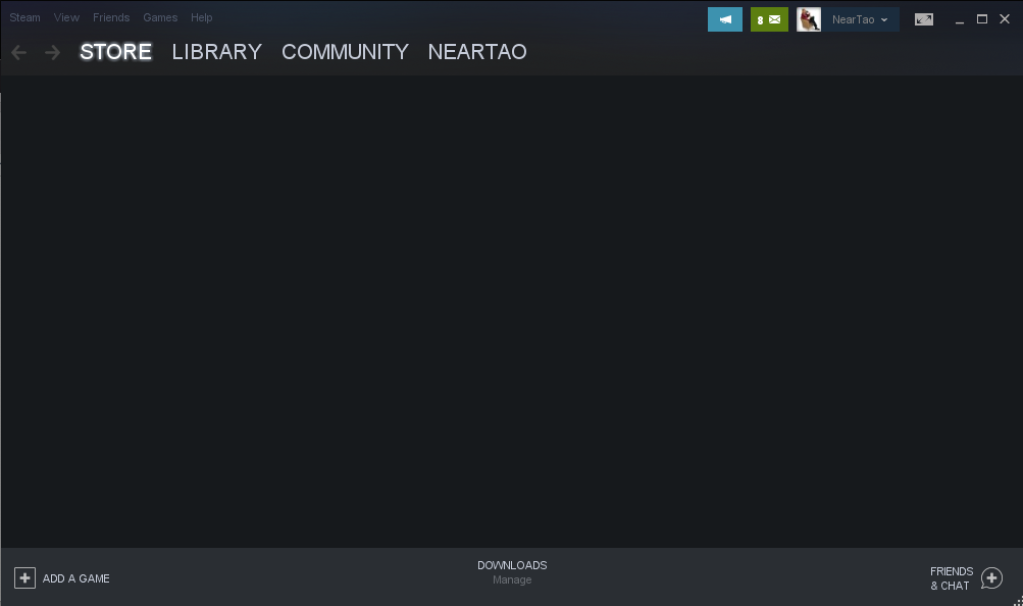 Steam View Friends Games Help
8 NearTao
STORE LIBRARY COMMUNITY NEARTAO
ADD A GAME
DOWNLOADS
Manage
FRIENDS
& CHAT